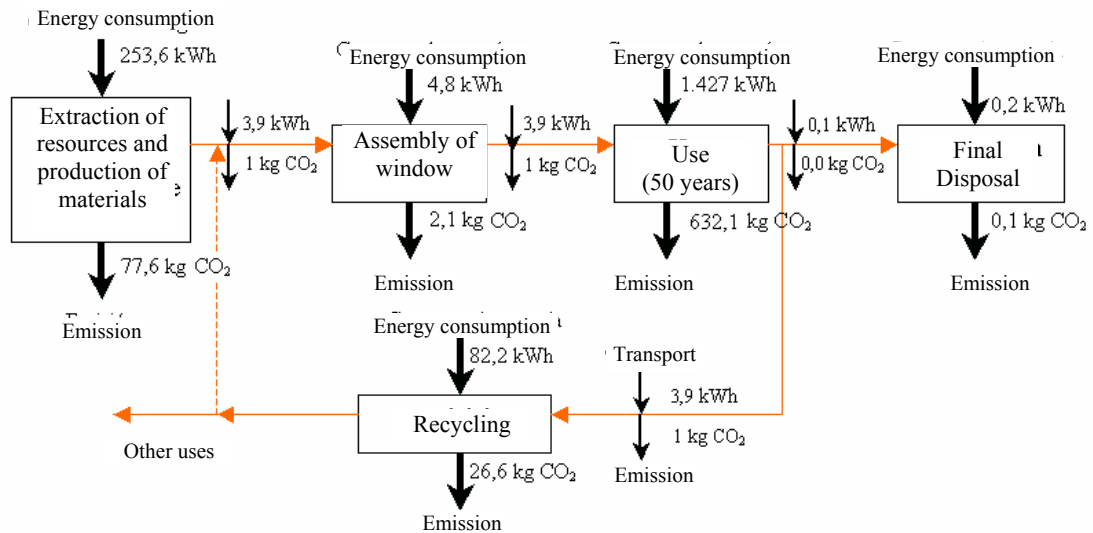 Energy consumption
253,6 kWh
Extraction of
resources and
production of
materials
77,6 kg CO₂
Emission
3,9 kWh
1 kg CO₂
Energy consumption
4,8 kWh
Assembly of
window
2,1 kg CO₂
Emission
3,9 kWh
1 kg CO₂
Energy consumption
1.427 kWh
Use
(50 years)
632,1 kg CO₂
Emission
0,1 kWh
0,0 kg CO₂
Energy consumption
0,2 kWh
Final
Disposal
0,1 kg CO₂
Emission
Energy consumption
82,2 kWh
Recycling
26,6 kg CO₂
Emission
Transport
3,9 kWh
1 kg CO₂
Emission
Other uses